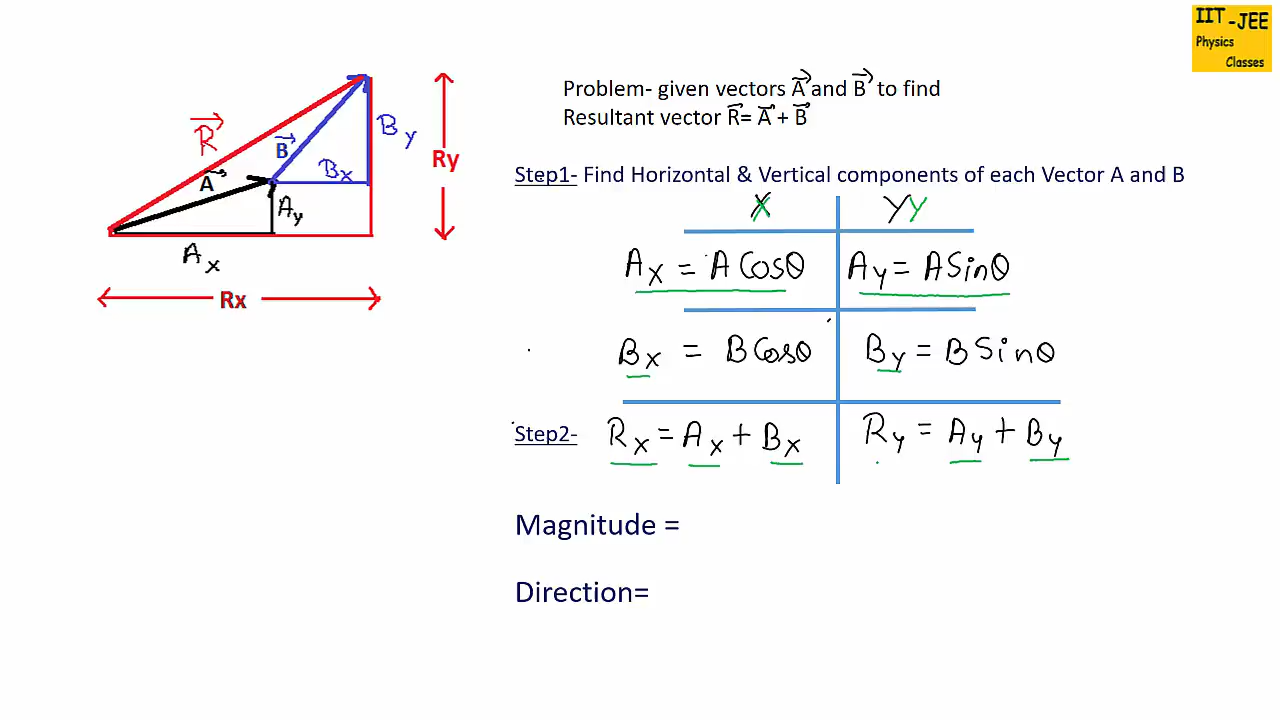 IIT-JEE
Physics
Classes
Problem- given vectors A⃗ and B⃗ to find
Resultant vector R⃗= A⃗ + B⃗
R⃗
B⃗
By
Ry
A⃗
Bx
Ay
Ax
Rx
Step1- Find Horizontal & Vertical components of each Vector A and B
X YY
Ax = A Cosθ Ay = A Sinθ
Bx = B Cosθ By = B Sinθ
Step2- Rx = Ax + Bx Ry = Ay + By
Magnitude =
Direction=